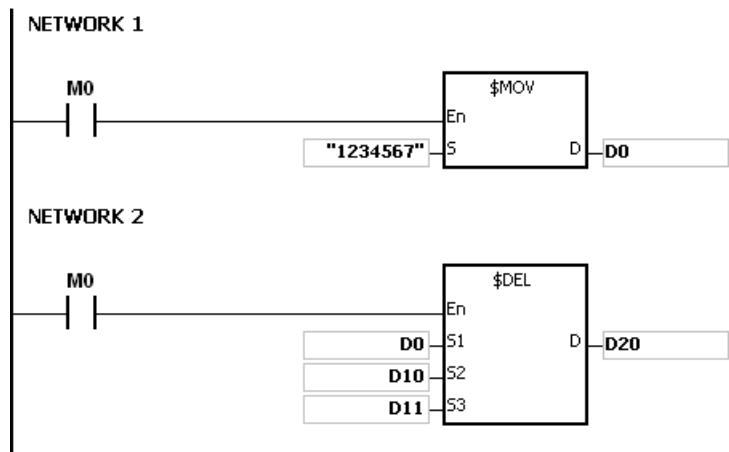 NETWORK 1
M0
$MOV
En
"1234567" S D D0
NETWORK 2
M0
$DEL
En
D0 S1 D D20
D10 S2
D11 S3